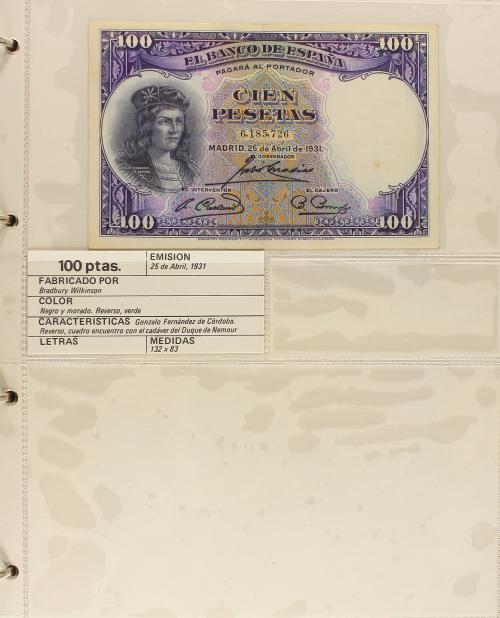 100 100
EL BANCO DE ESPAÑA
PAGARÁ AL PORTADOR
CIEN
PESETAS
6,185,726
MADRID, 25 de Abril de 1931.
EL GOBERNADOR
EL INTERVENTOR EL CAJERO
100 100
100 ptas.
EMISION
25 de Abril, 1931
FABRICADO POR
Bradbury Wilkinson
COLOR
Negro y morado. Reverso, verde
CARACTERISTICAS Gonzalo Fernández de Córdoba.
Reverso, cuadro encuentro con el cadáver del Duque de Nemour
LETRAS
MEDIDAS
132 x 83